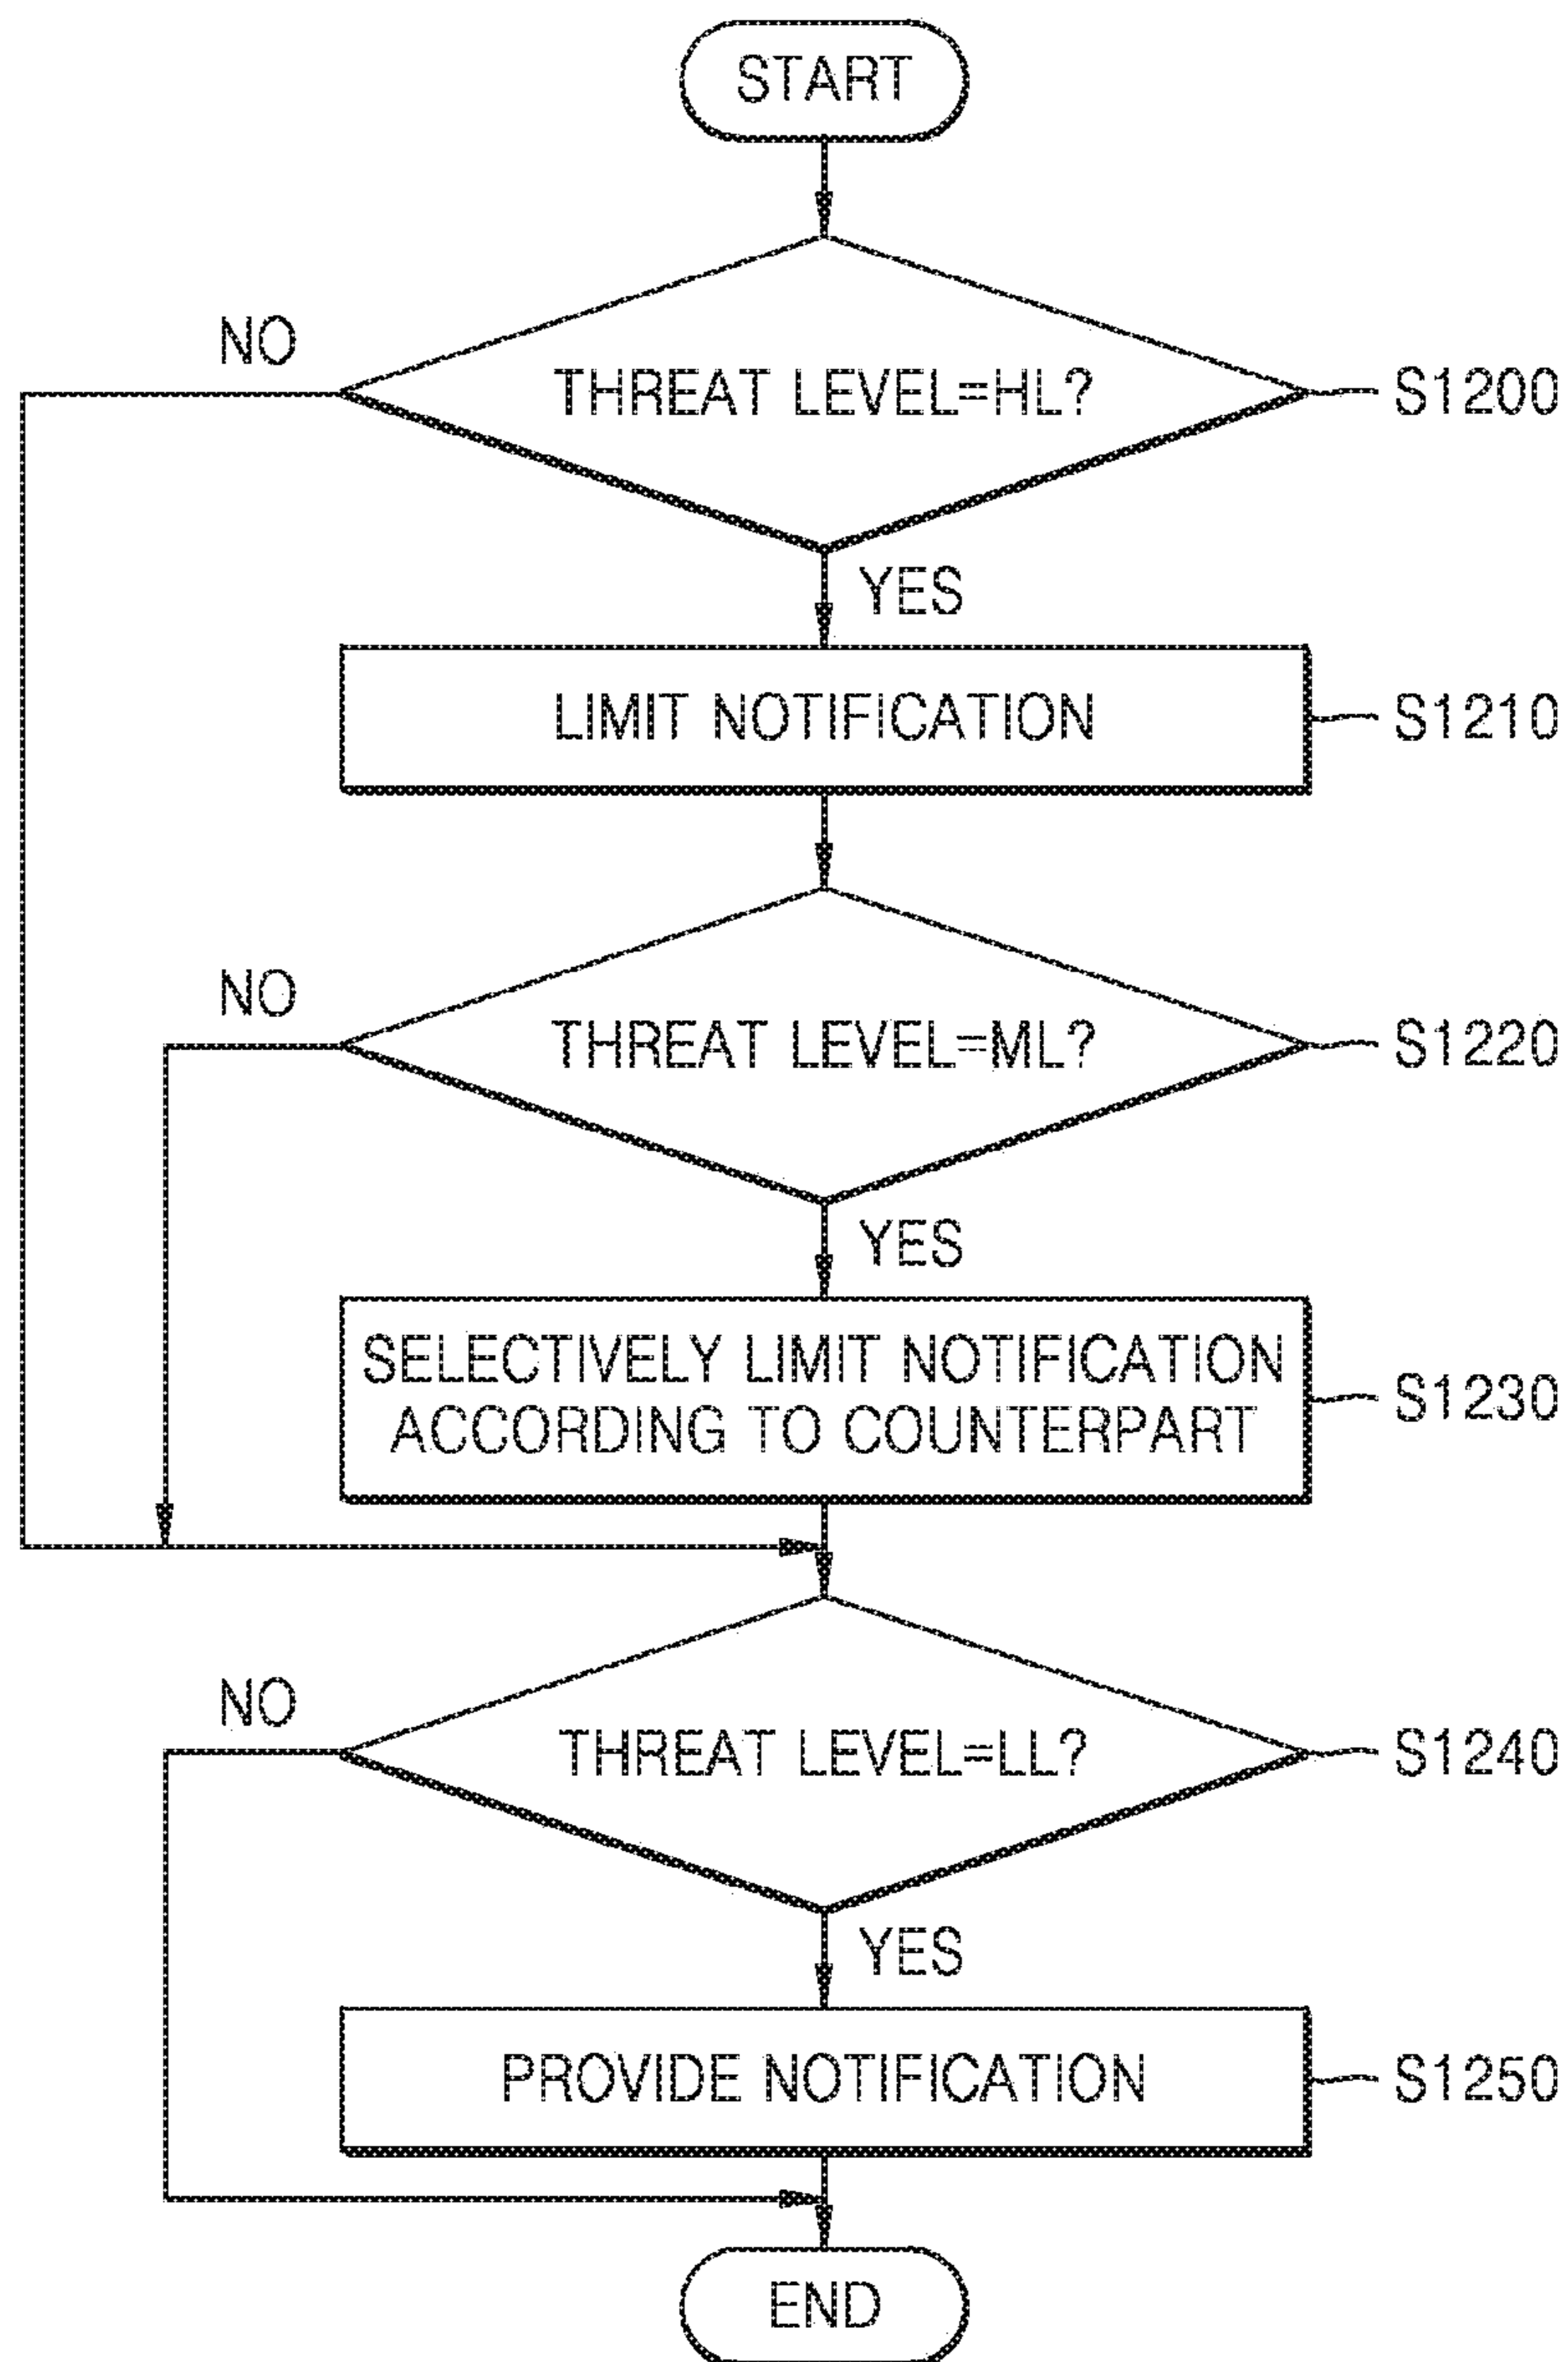 START
NO
THREAT LEVEL=HL?
S1200
YES
LIMIT NOTIFICATION
S1210
NO
THREAT LEVEL=ML?
S1220
YES
SELECTIVELY LIMIT NOTIFICATION
ACCORDING TO COUNTERPART
S1230
NO
THREAT LEVEL=LL?
S1240
YES
PROVIDE NOTIFICATION
S1250
END